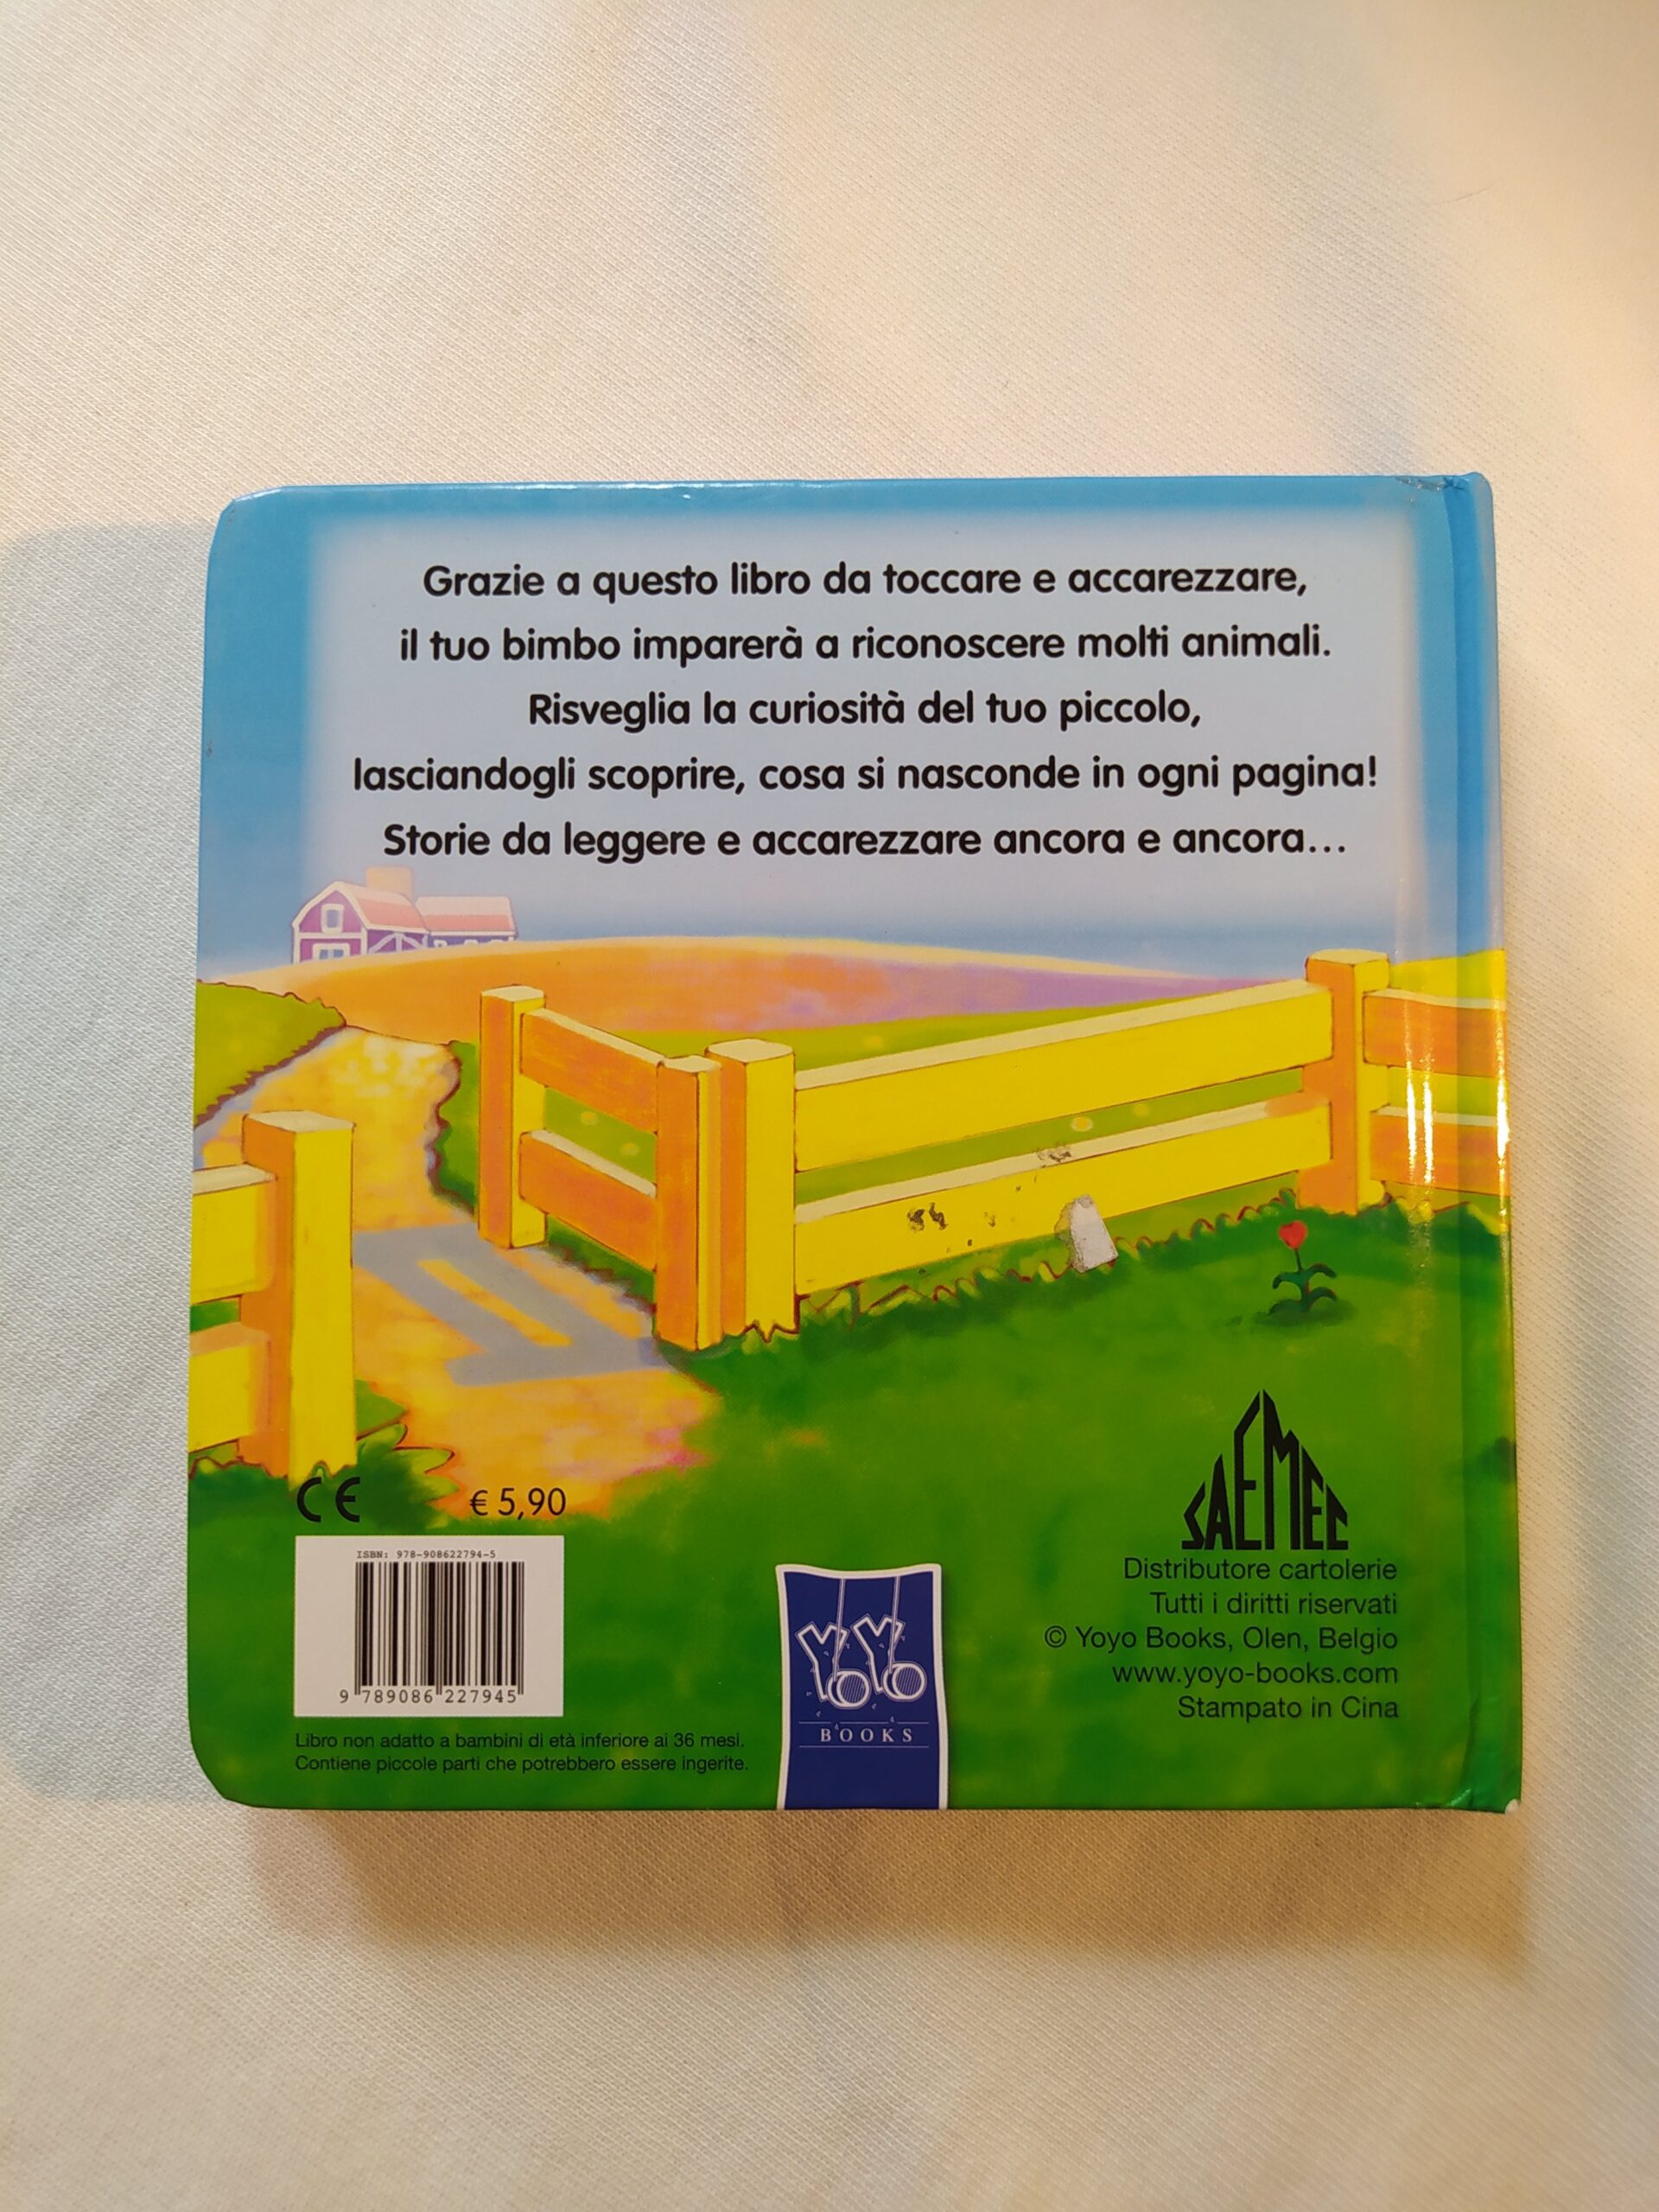 Grazie a questo libro da toccare e accarezzare,
il tuo bimbo imparerà a riconoscere molti animali.
Risveglia la curiosità del tuo piccolo,
lasciandogli scoprire, cosa si nasconde in ogni pagina!
Storie da leggere e accarezzare ancora e ancora...
CE
€ 5,90
ISBN: 978-908622794-5
9 789086 227945
Libro non adatto a bambini di età inferiore ai 36 mesi.
Contiene piccole parti che potrebbero essere ingerite.
YOYO
BOOKS
SAEMEC
Distributore cartolerie
Tutti i diritti riservati
© Yoyo Books, Olen, Belgio
www.yoyo-books.com
Stampato in Cina